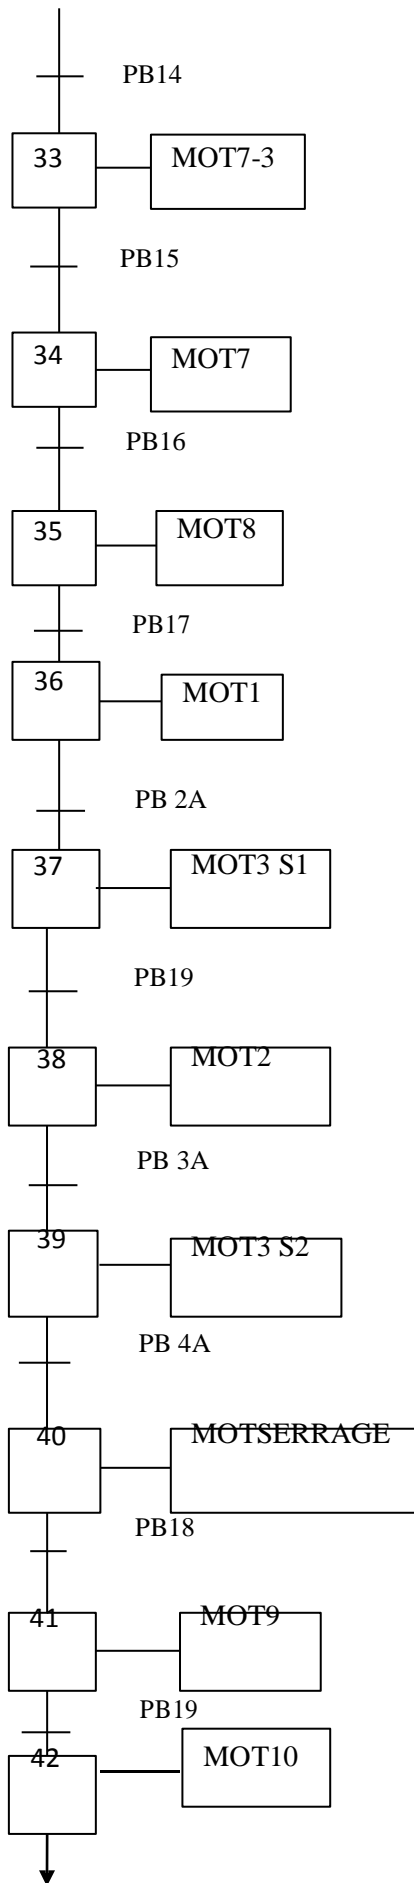 PB14
33 MOT7-3
PB15
34 MOT7
PB16
35 MOT8
PB17
36 MOT1
PB 2A
37 MOT3 S1
PB19
38 MOT2
PB 3A
39 MOT3 S2
PB 4A
40 MOTSERRAGE
PB18
41 MOT9
PB19
42 MOT10